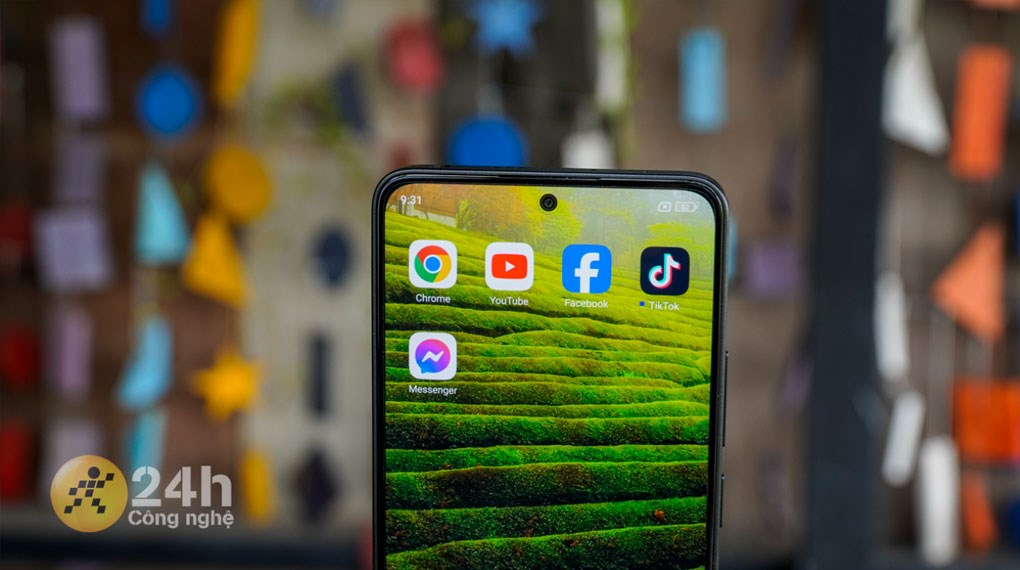 9:31
Chrome
YouTube
Facebook
TikTok
Messenger
24h
Công nghệ